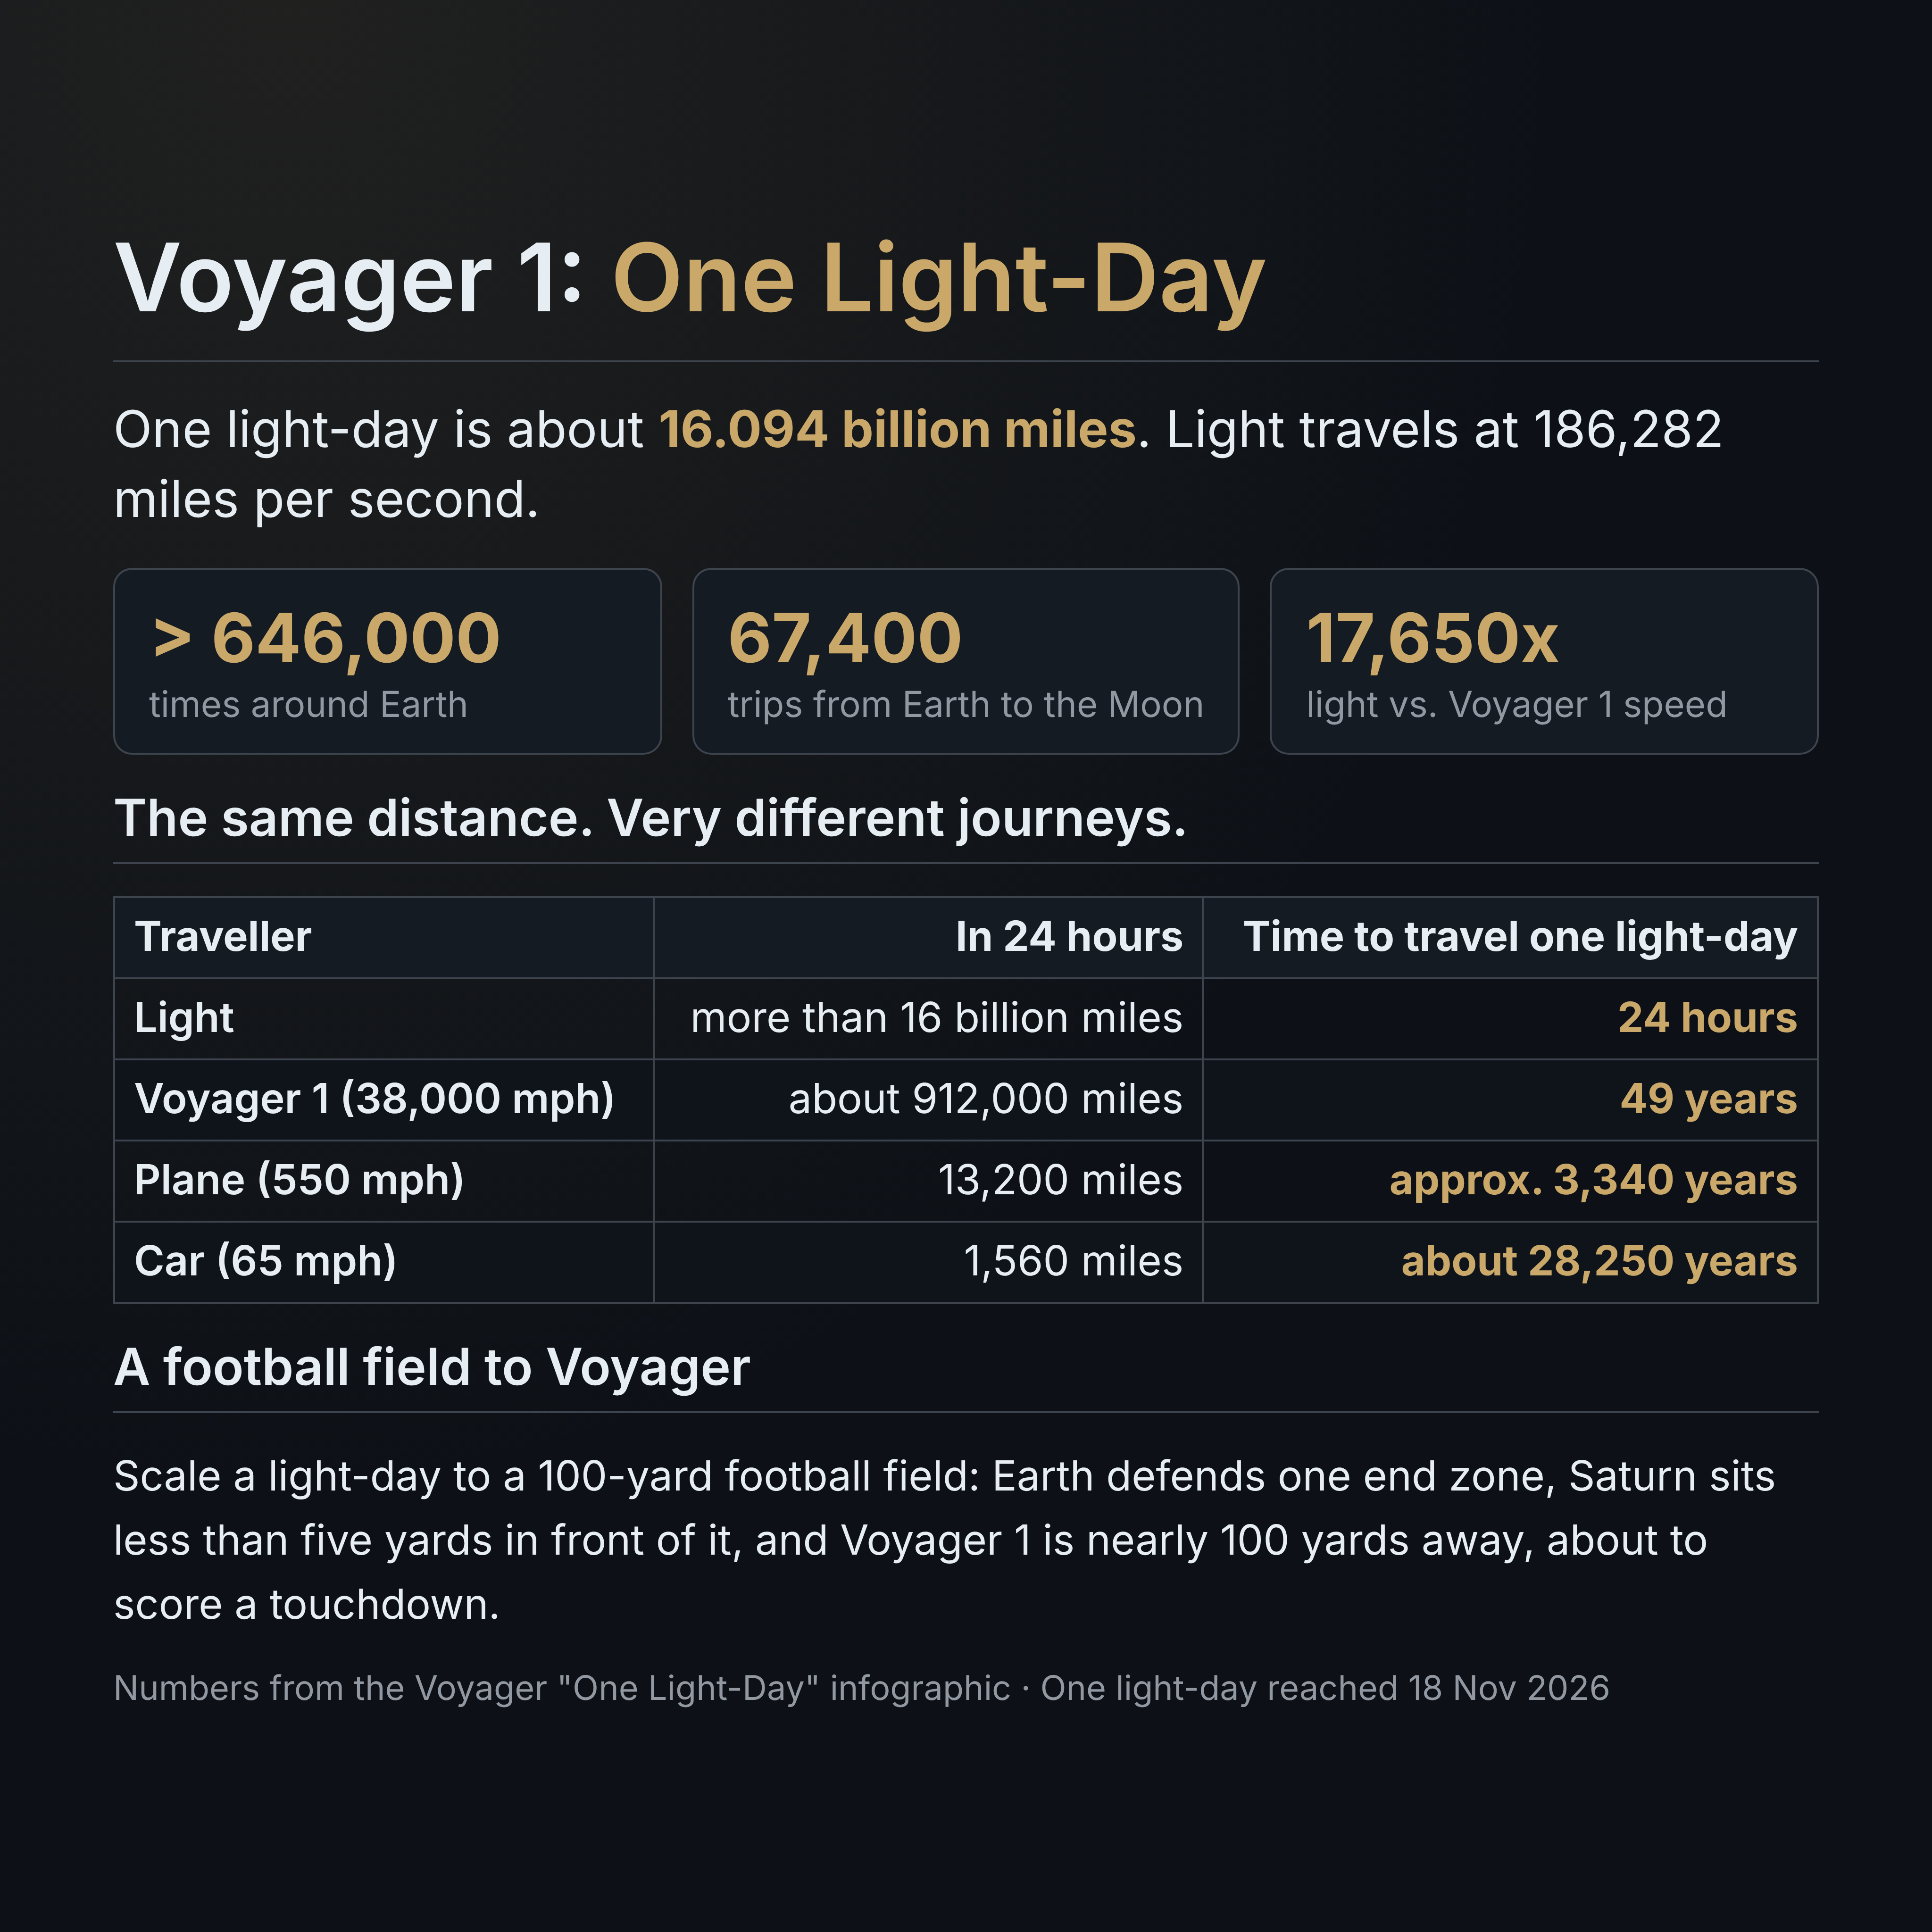 Voyager 1: One Light-Day
One light-day is about 16.094 billion miles. Light travels at 186,282
miles per second.
> 646,000
times around Earth
67,400
trips from Earth to the Moon
17,650x
light vs. Voyager 1 speed
The same distance. Very different journeys.
Traveller In 24 hours Time to travel one light-day
Light more than 16 billion miles 24 hours
Voyager 1 (38,000 mph) about 912,000 miles 49 years
Plane (550 mph) 13,200 miles approx. 3,340 years
Car (65 mph) 1,560 miles about 28,250 years
A football field to Voyager
Scale a light-day to a 100-yard football field: Earth defends one end zone, Saturn sits
less than five yards in front of it, and Voyager 1 is nearly 100 yards away, about to
score a touchdown.
Numbers from the Voyager "One Light-Day" infographic · One light-day reached 18 Nov 2026